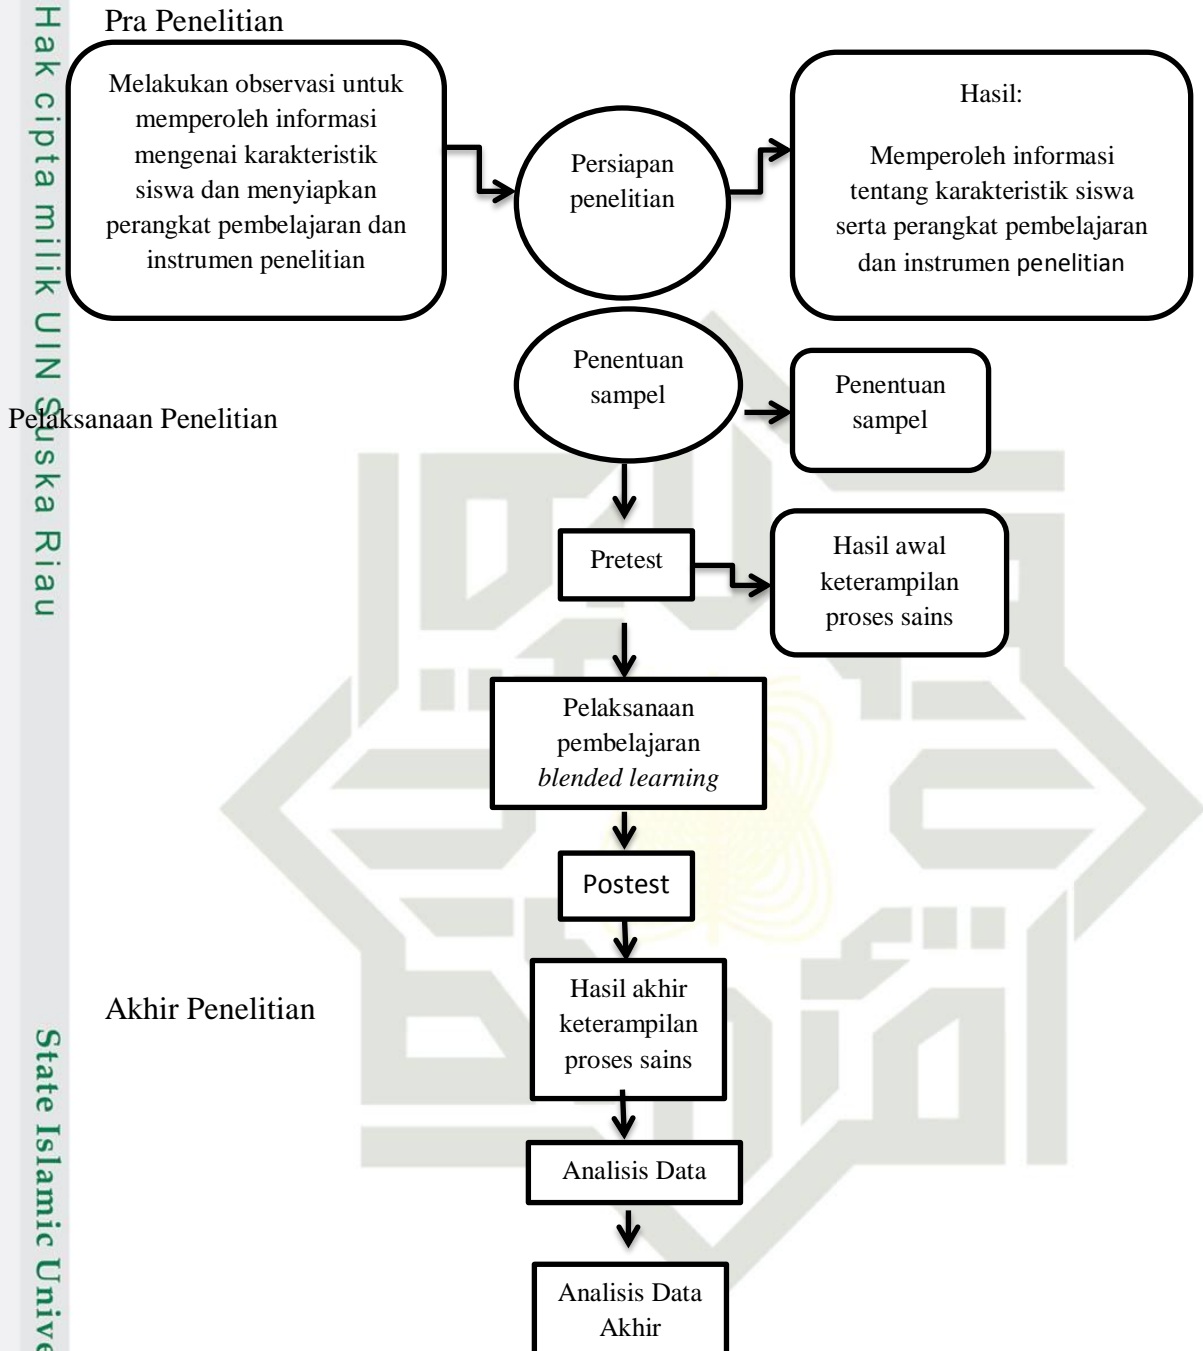 Pra Penelitian
Melakukan observasi untuk
memperoleh informasi
mengenai karakteristik
siswa dan menyiapkan
perangkat pembelajaran dan
instrumen penelitian
Persiapan
penelitian
Hasil:
Memperoleh informasi
tentang karakteristik siswa
serta perangkat pembelajaran
dan instrumen penelitian
Penentuan
sampel
Penentuan
sampel
Pelaksanaan Penelitian
Pretest
Hasil awal
keterampilan
proses sains
Pelaksanaan
pembelajaran
blended learning
Postest
Akhir Penelitian
Hasil akhir
keterampilan
proses sains
Analisis Data
Analisis Data
Akhir
Hak cipta milik UIN Suska Riau
State Islamic Unive